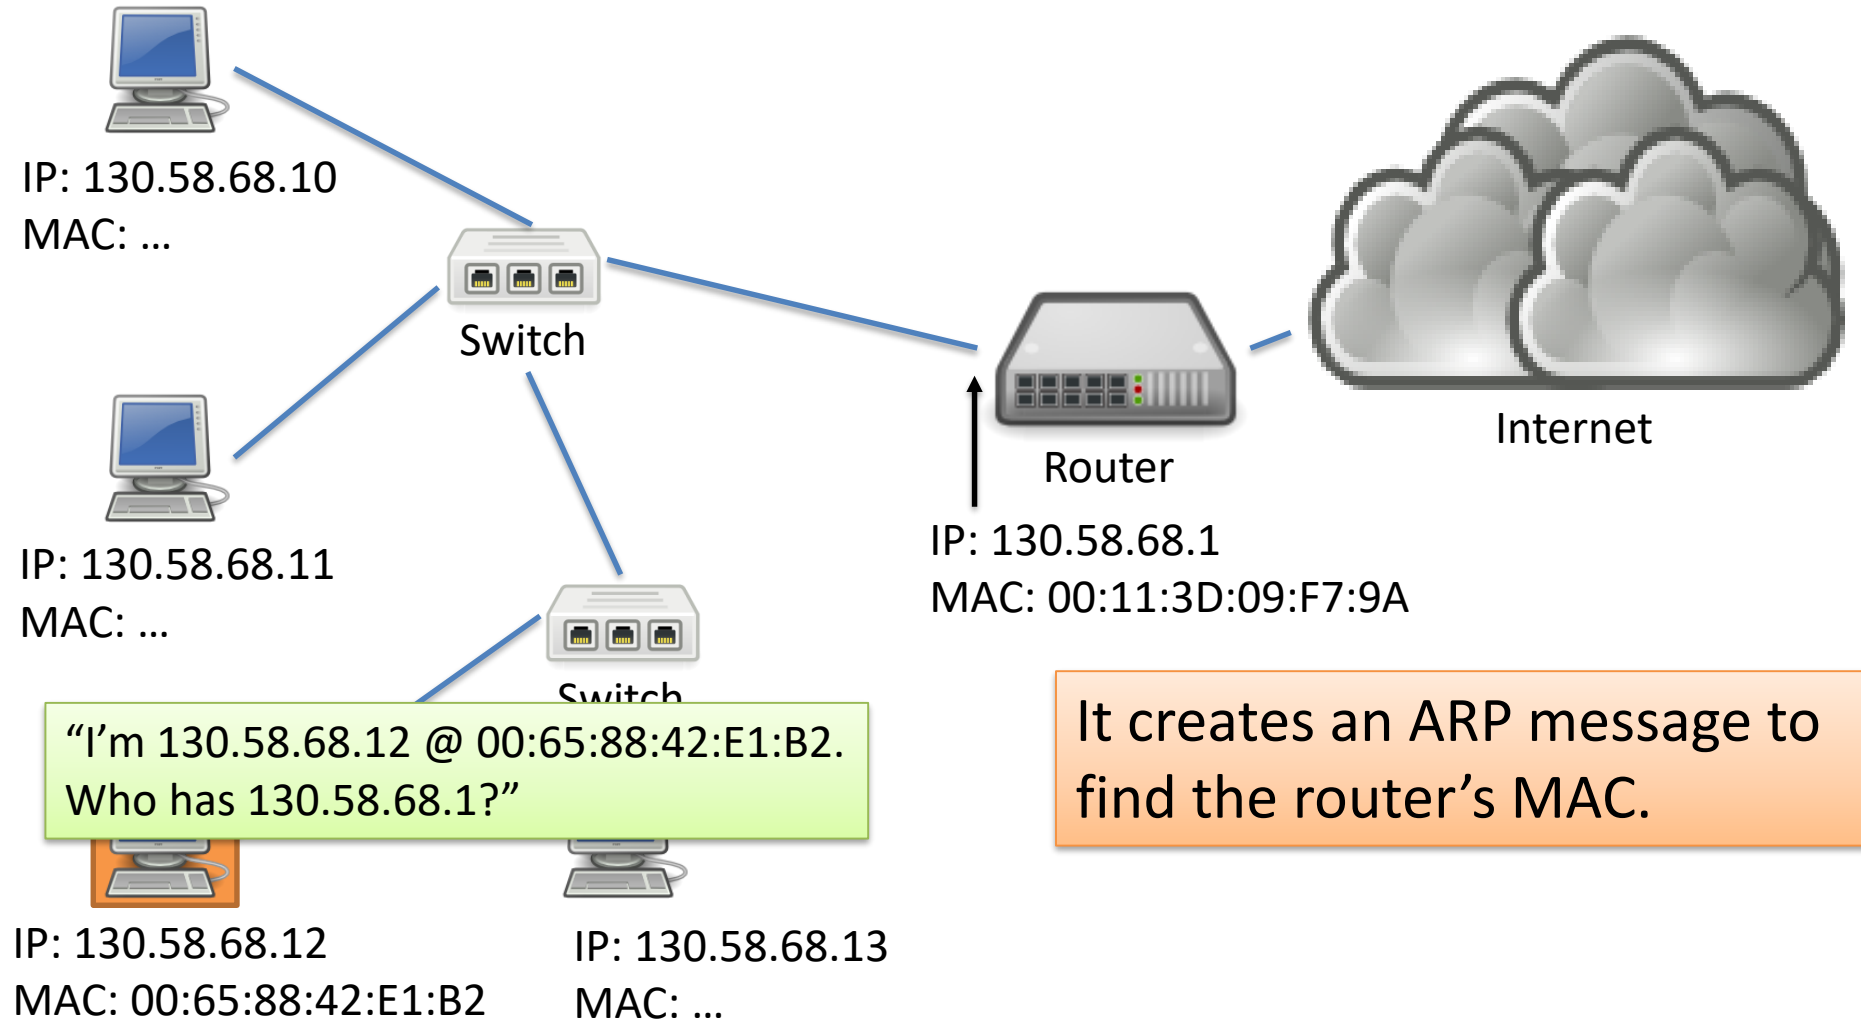 IP: 130.58.68.10
MAC: ...
Switch
Internet
Router
IP: 130.58.68.11
MAC: ...
IP: 130.58.68.1
MAC: 00:11:3D:09:F7:9A
Switch
“I’m 130.58.68.12 @ 00:65:88:42:E1:B2.
Who has 130.58.68.1?”
It creates an ARP message to
find the router’s MAC.
IP: 130.58.68.12
MAC: 00:65:88:42:E1:B2
IP: 130.58.68.13
MAC: ...